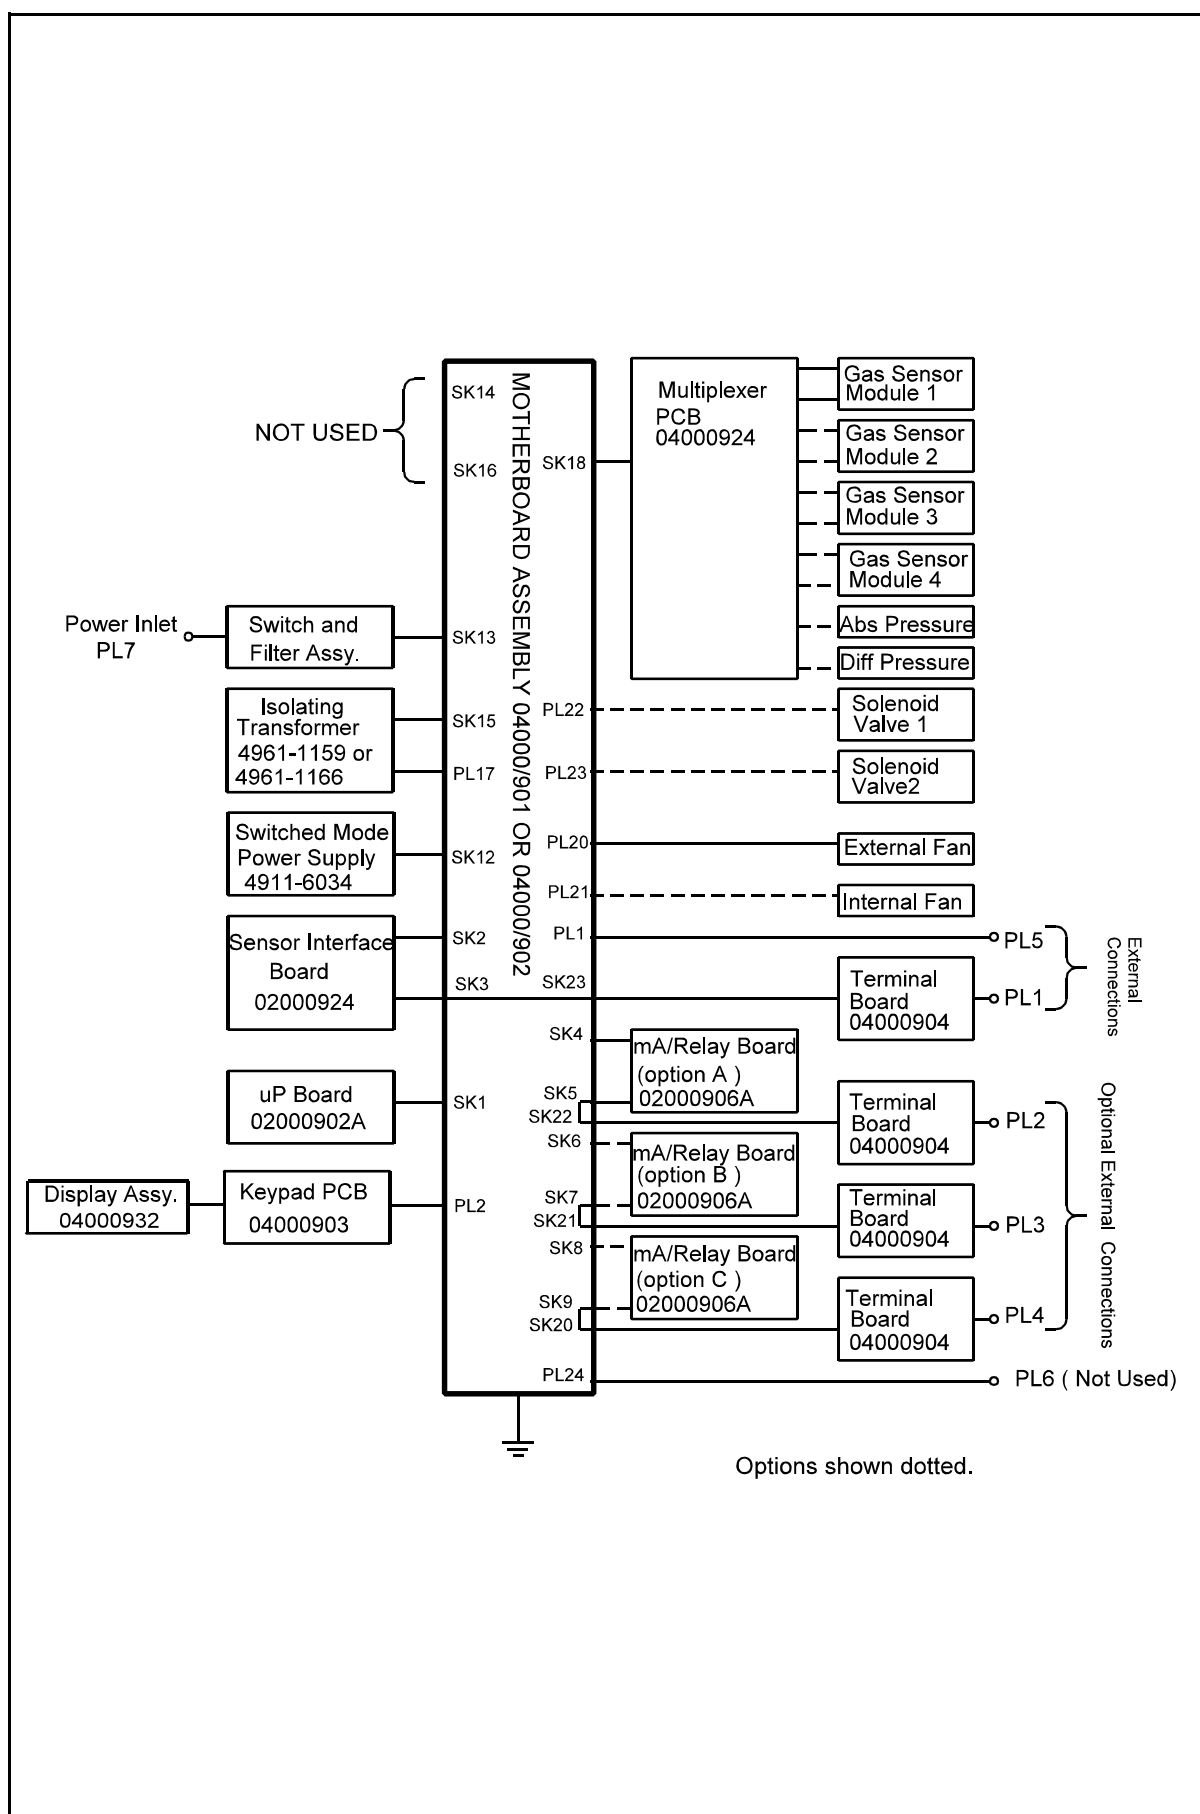 NOT USED
SK14
SK16
Power Inlet
PL7
Switch and
Filter Assy.
SK13
Isolating
Transformer
4961-1159 or
4961-1166
SK15
PL17
Switched Mode
Power Supply
4911-6034
SK12
Sensor Interface
Board
02000924
SK2
SK3
uP Board
02000902A
SK1
Display Assy.
04000932
Keypad PCB
04000903
PL2
MOTHERBOARD ASSEMBLY 04000/901 OR 04000/902
SK18
PL22
PL23
PL20
PL21
PL1
SK23
SK4
SK5
SK22
SK6
SK7
SK21
SK8
SK9
SK20
PL24
Multiplexer
PCB
04000924
Gas Sensor
Module 1
Gas Sensor
Module 2
Gas Sensor
Module 3
Gas Sensor
Module 4
Abs Pressure
Diff Pressure
Solenoid
Valve 1
Solenoid
Valve2
External Fan
Internal Fan
PL5
Terminal
Board
04000904
PL1
External
Connections
mA/Relay Board
(option A )
02000906A
Terminal
Board
04000904
PL2
mA/Relay Board
(option B )
02000906A
Terminal
Board
04000904
PL3
mA/Relay Board
(option C )
02000906A
Terminal
Board
04000904
PL4
Optional External Connections
PL6 ( Not Used)
Options shown dotted.